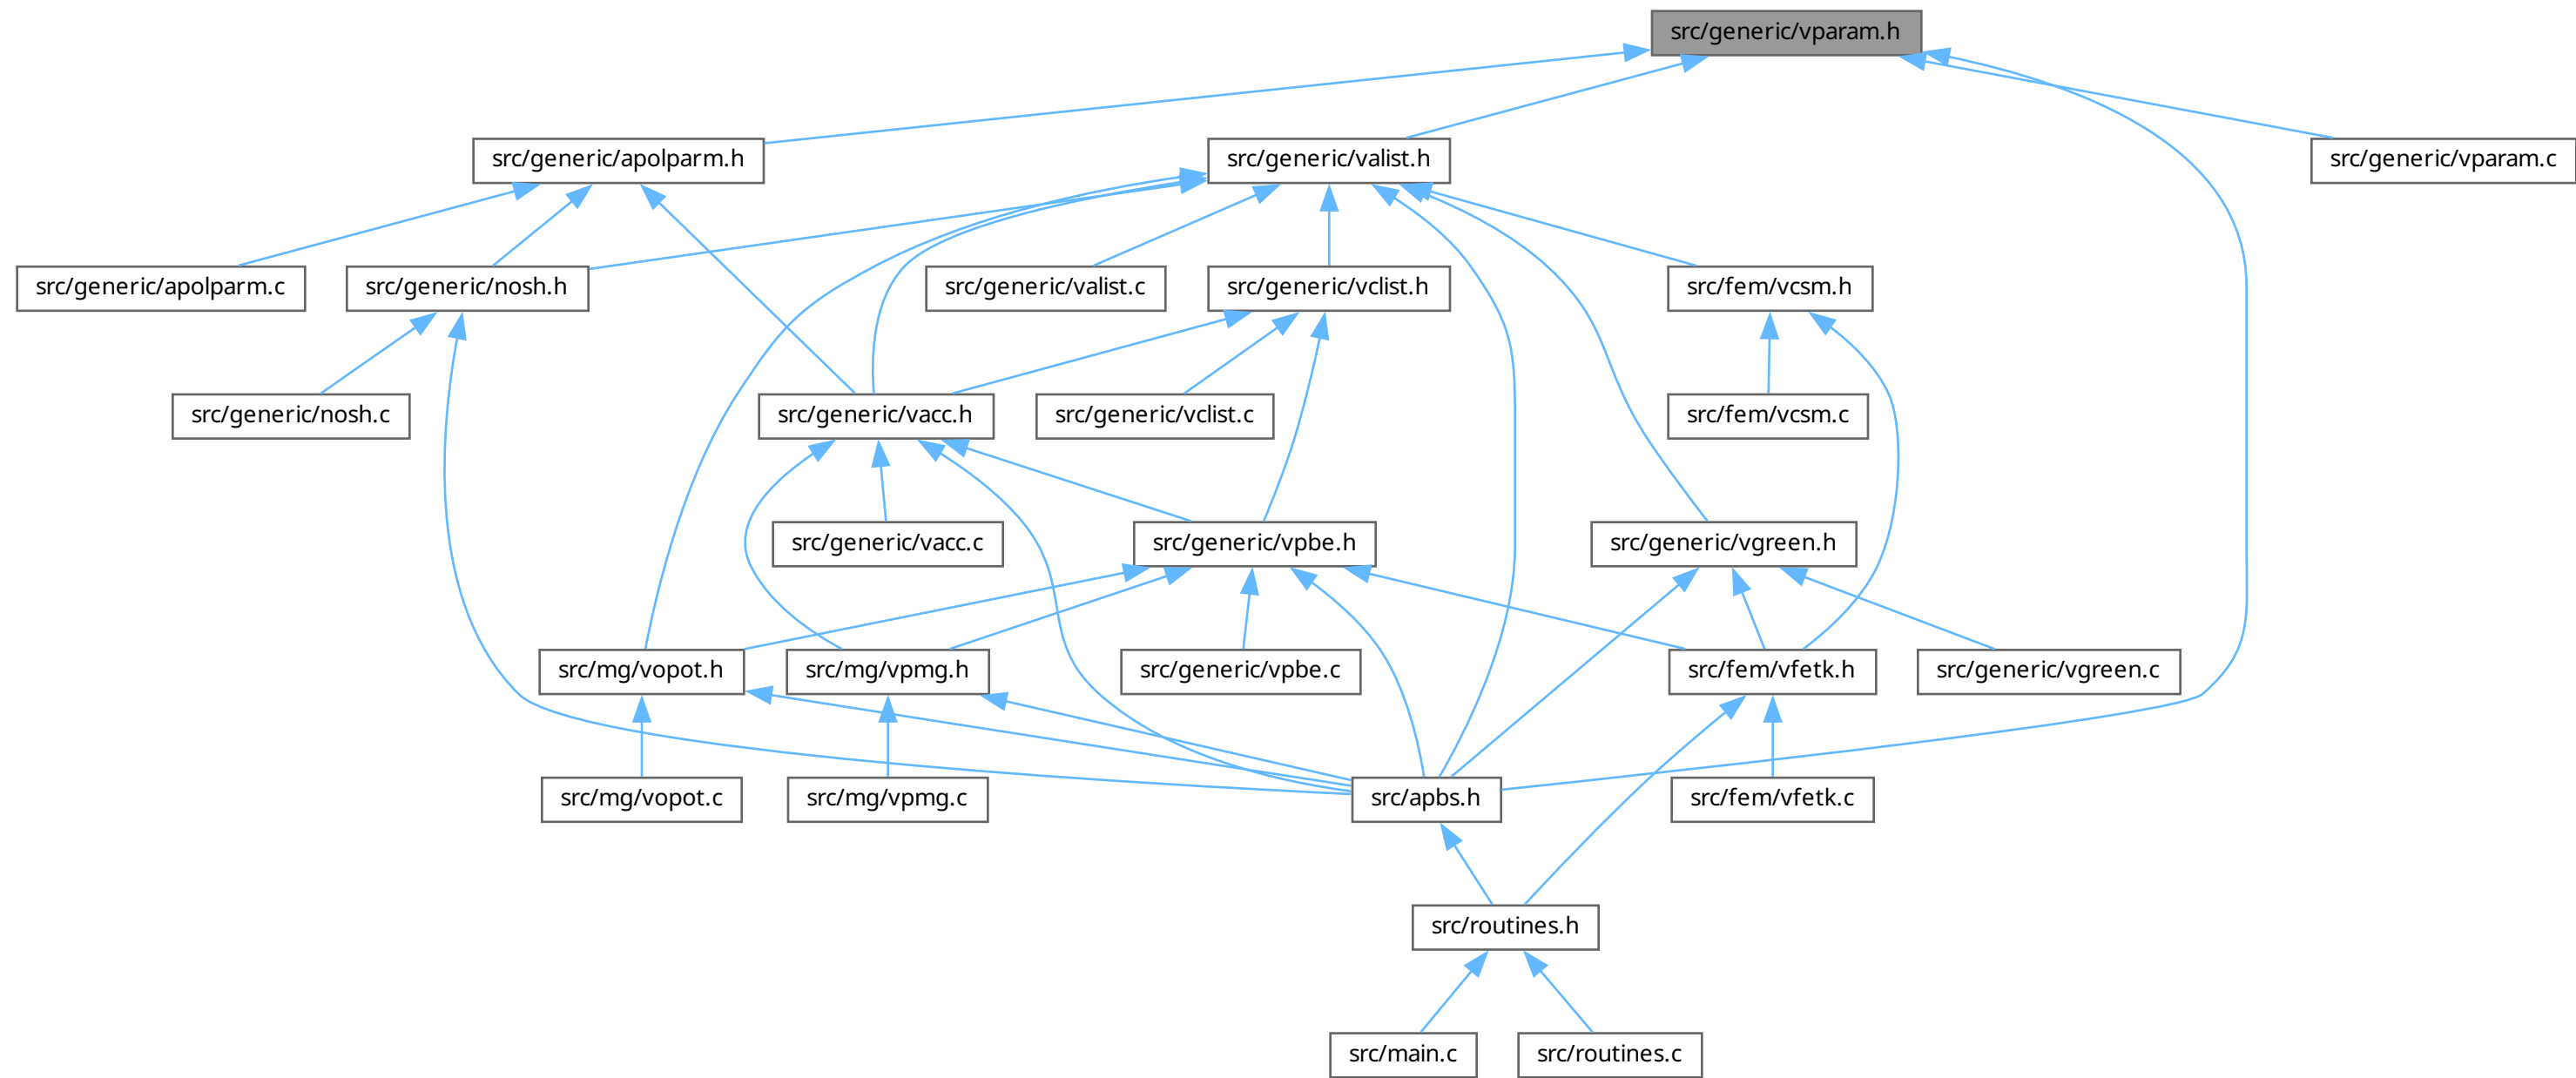 src/generic/vparam.h
src/generic/apolparm.h
src/generic/valist.h
src/generic/vparam.c
src/generic/apolparm.c
src/generic/nosh.h
src/generic/valist.c
src/generic/vclist.h
src/fem/vcsm.h
src/generic/nosh.c
src/generic/vacc.h
src/generic/vclist.c
src/fem/vcsm.c
src/generic/vacc.c
src/generic/vpbe.h
src/generic/vgreen.h
src/mg/vopot.h
src/mg/vpmg.h
src/generic/vpbe.c
src/fem/vfetk.h
src/generic/vgreen.c
src/mg/vopot.c
src/mg/vpmg.c
src/apbs.h
src/fem/vfetk.c
src/routines.h
src/main.c
src/routines.c